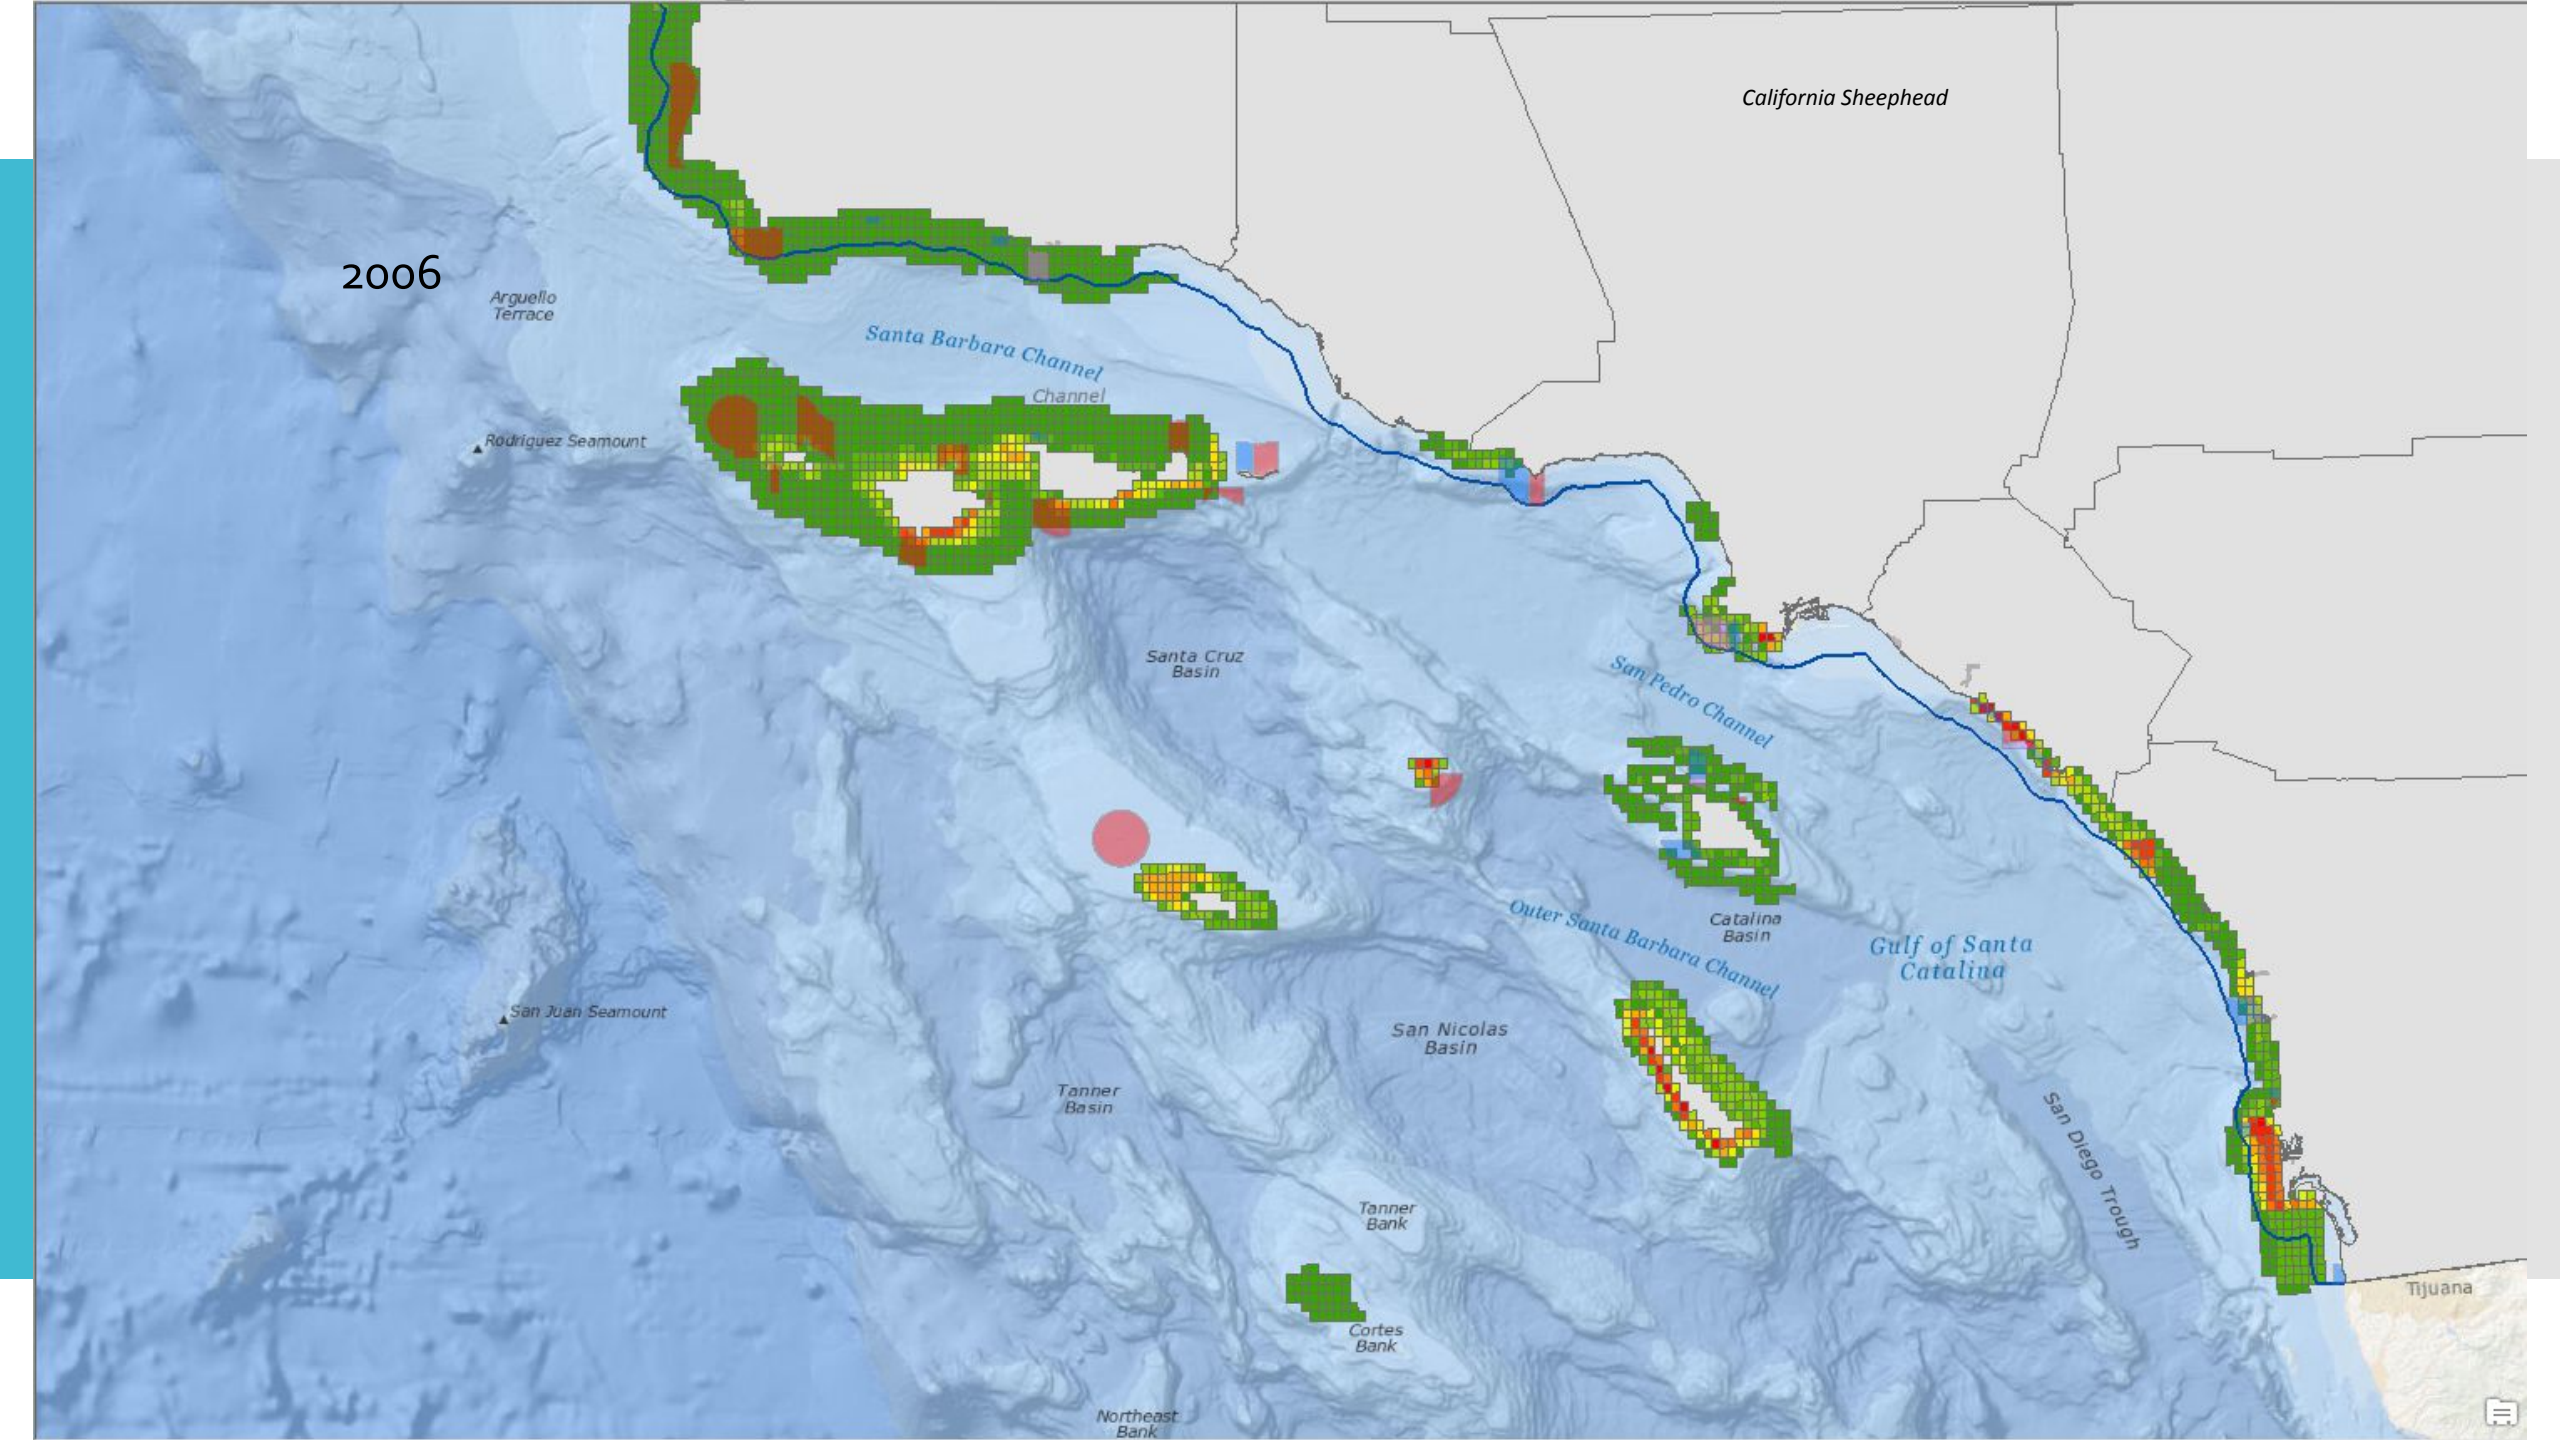 California Sheephead
2006
Arguello
Terrace
Santa Barbara Channel
Channel
Rodriguez Seamount
Santa Cruz
Basin
San Pedro Channel
Outer Santa Barbara Channel
Catalina
Basin
Gulf of Santa
Catalina
San Juan Seamount
San Nicolas
Basin
Tanner
Basin
San Diego Trough
Tanner
Bank
Tijuana
Cortes
Bank
Northeast
Bank